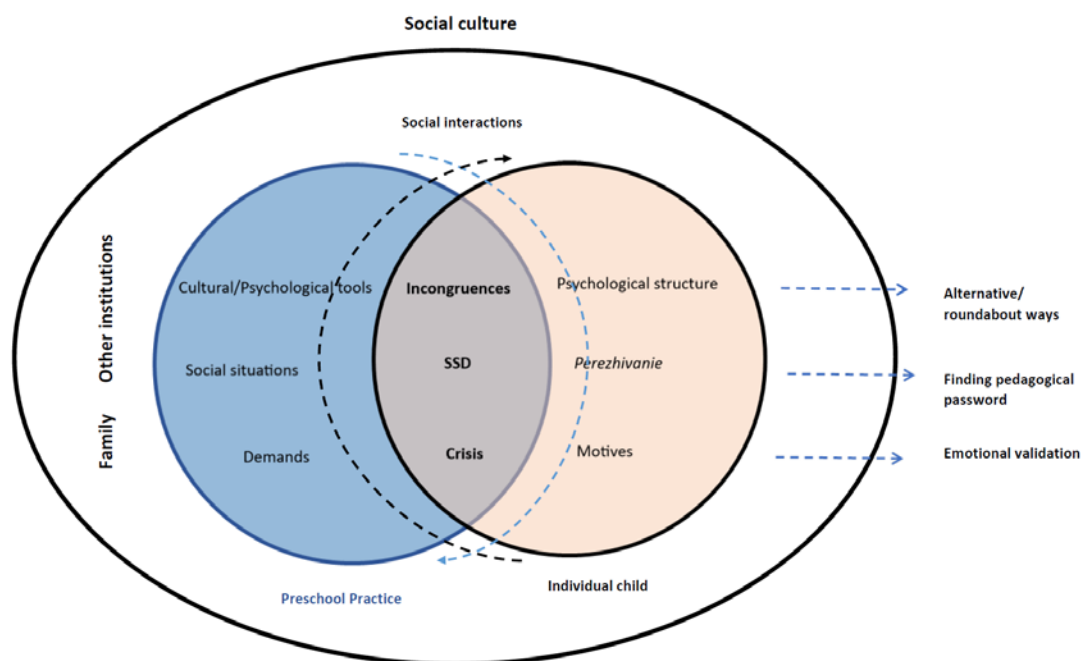 Social culture
Social interactions
Other institutions
Family
Cultural/Psychological tools
Incongruences
Psychological structure
Social situations
SSD
Perezhivanie
Demands
Crisis
Motives
Alternative/
roundabout ways
Finding pedagogical
password
Emotional validation
Preschool Practice
Individual child